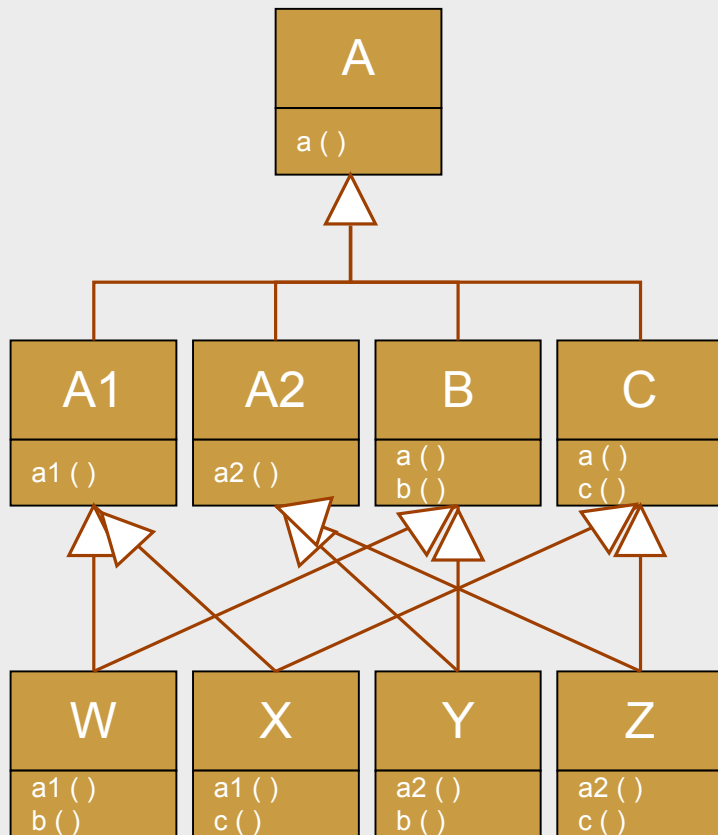 A
a ( )
A1
a1 ( )
A2
a2 ( )
B
a ( )
b ( )
C
a ( )
c ( )
W
a1 ( )
b ( )
X
a1 ( )
c ( )
Y
a2 ( )
b ( )
Z
a2 ( )
c ( )